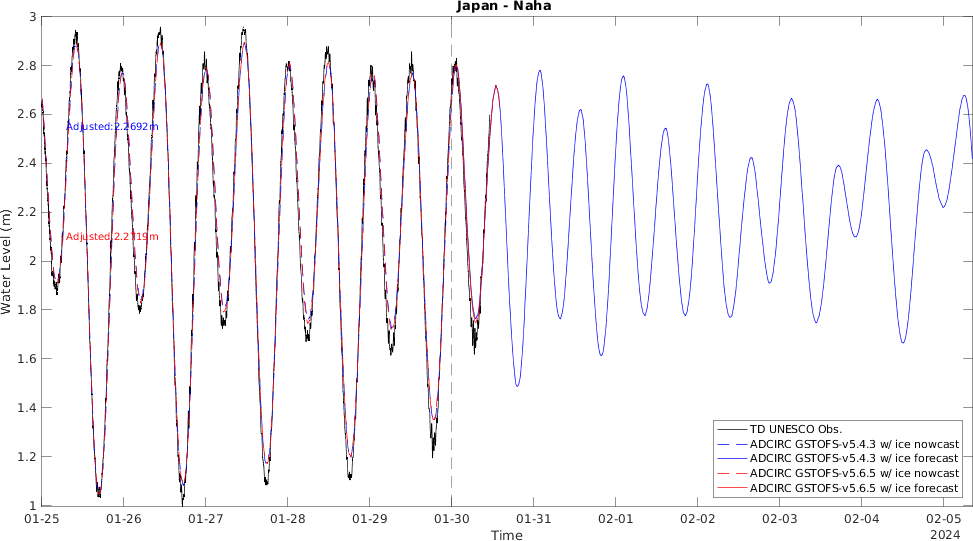 Japan - Naha
Water Level (m)
3
2.8
2.6
2.4
2.2
2
1.8
1.6
1.4
1.2
1
Adjusted:2.2692m
Adjusted:2.2119m
TD UNESCO Obs.
ADCIRC GSTOFS-v5.4.3 w/ ice nowcast
ADCIRC GSTOFS-v5.4.3 w/ ice forecast
ADCIRC GSTOFS-v5.6.5 w/ ice nowcast
ADCIRC GSTOFS-v5.6.5 w/ ice forecast
01-25 01-26 01-27 01-28 01-29 01-30 01-31 02-01 02-02 02-03 02-04 02-05
Time
2024